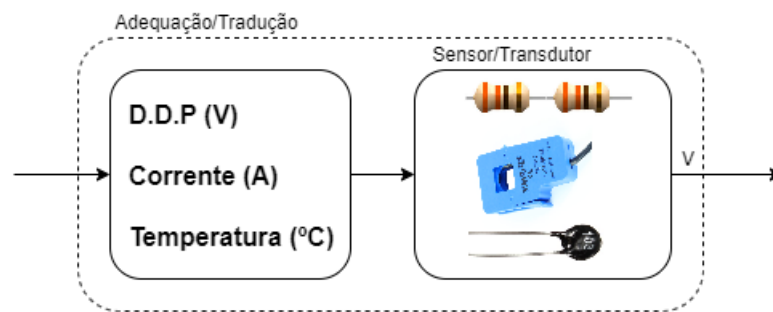 Adequação/Tradução
Sensor/Transdutor
D.D.P (V)
Corrente (A)
Temperatura (ºC)
V